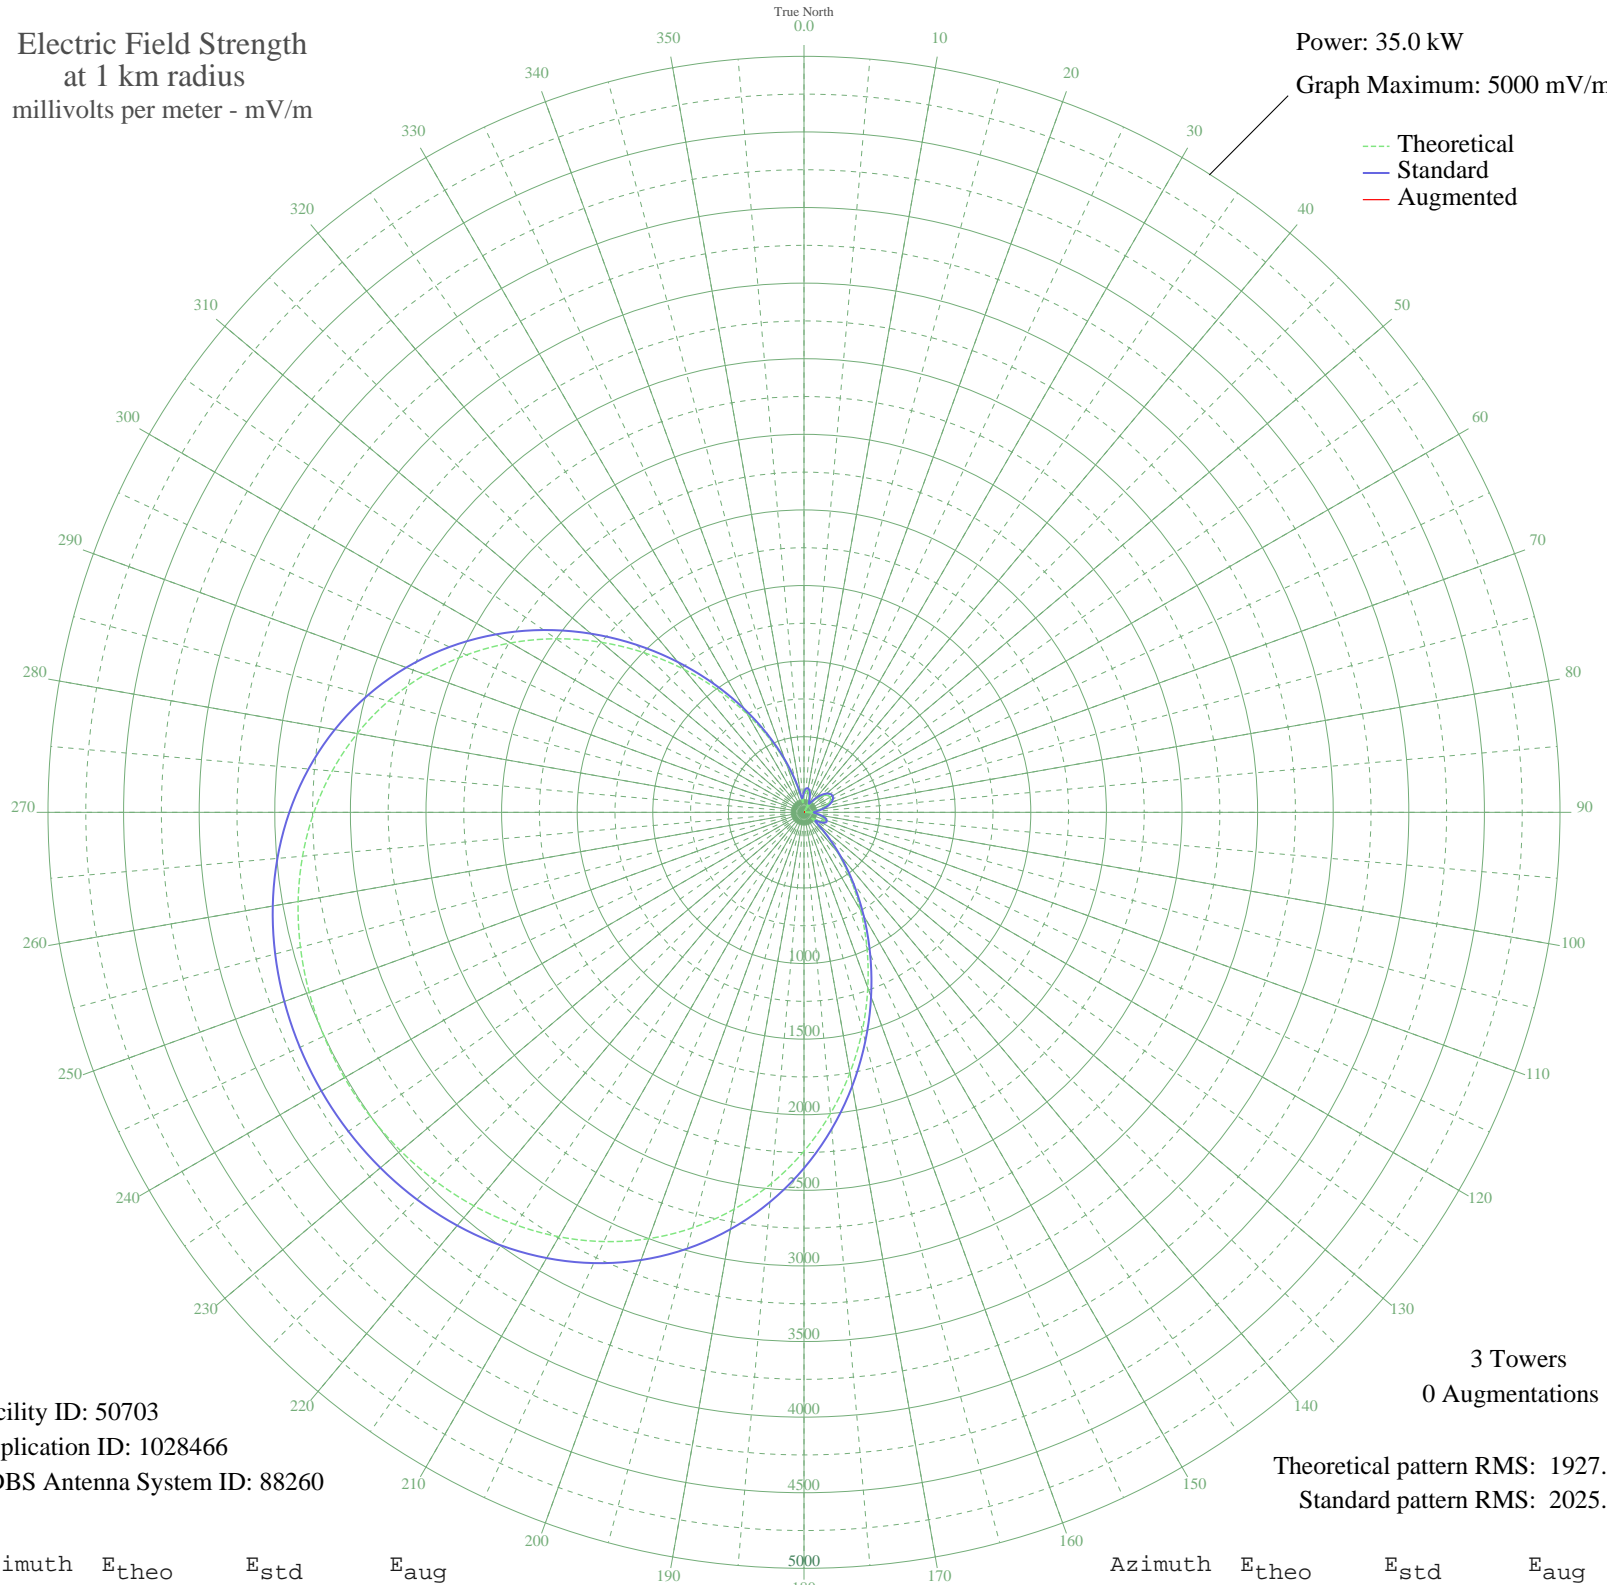 True North
Electric Field Strength
at 1 km radius
millivolts per meter - mV/m
Power: 35.0 kW
Graph Maximum: 5000 mV/m
Theoretical
Standard
Augmented
0.0
10
20
30
40
50
60
70
80
90
100
110
120
130
140
150
160
170
190
200
210
220
230
240
250
260
270
280
290
300
310
320
330
340
350
1000
1500
2000
2500
3000
3500
4000
4500
5000
3 Towers
0 Augmentations
cility ID: 50703
plication ID: 1028466
DBS Antenna System ID: 88260
Theoretical pattern RMS: 1927.
Standard pattern RMS: 2025.
imuth Etheo Estd Eaug
Azimuth Etheo Estd Eaug